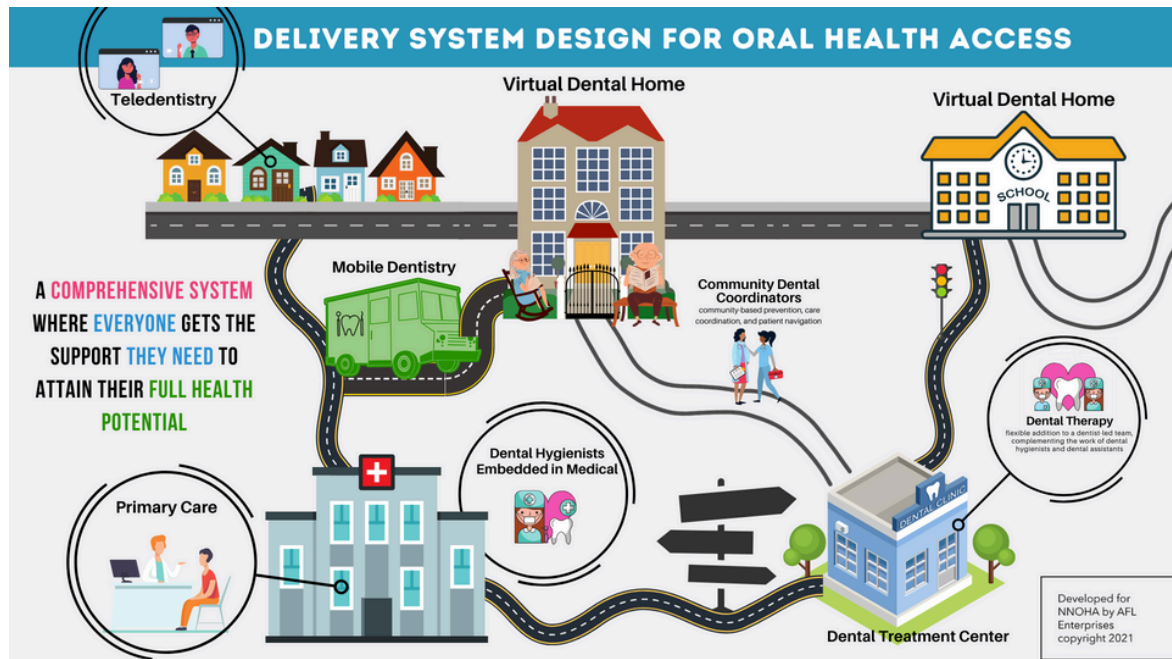 DELIVERY SYSTEM DESIGN FOR ORAL HEALTH ACCESS
Teledentistry
Virtual Dental Home
Virtual Dental Home
SCHOOL
Mobile Dentistry
A COMPREHENSIVE SYSTEM
WHERE EVERYONE GETS THE
SUPPORT THEY NEED TO
ATTAIN THEIR FULL HEALTH
POTENTIAL
Community Dental
Coordinators
community-based prevention, care
coordination, and patient navigation
Dental Therapy
flexible addition to a dentist-led team,
complementing the work of dental
hygienists and dental assistants
Dental Hygienists
Embedded in Medical
Primary Care
DENTAL CLINIC
Dental Treatment Center
Developed for
NNOHA by AFL
Enterprises
copyright 2021